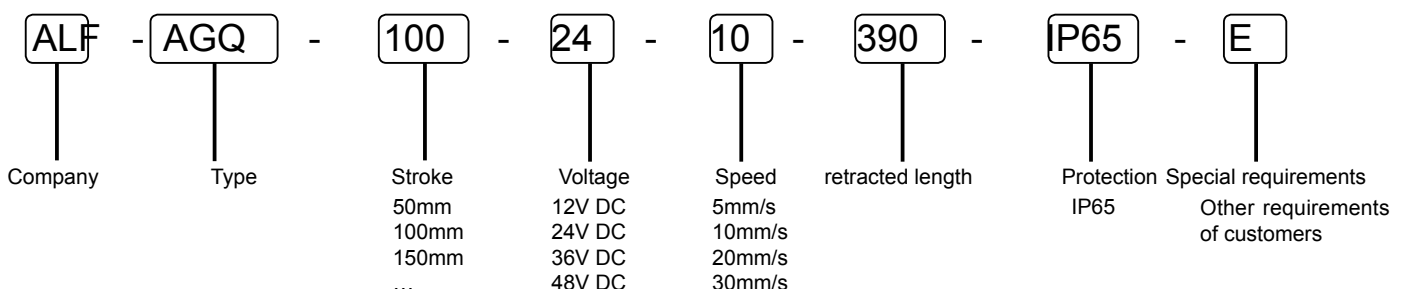 ALF - AGQ - 100 - 24 - 10 - 390 - IP65 - E
Company Type Stroke Voltage Speed retracted length Protection Special requirements
50mm 12V DC 5mm/s IP65 Other requirements
100mm 24V DC 10mm/s of customers
150mm 36V DC 20mm/s
... 48V DC 30mm/s